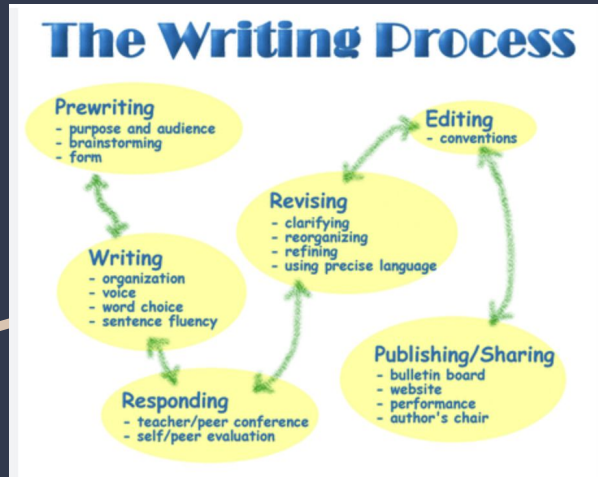 The Writing Process
Prewriting
- purpose and audience
- brainstorming
- form
Writing
- organization
- voice
- word choice
- sentence fluency
Responding
- teacher/peer conference
- self/peer evaluation
Revising
- clarifying
- reorganizing
- refining
- using precise language
Editing
- conventions
Publishing/Sharing
- bulletin board
- website
- performance
- author's chair